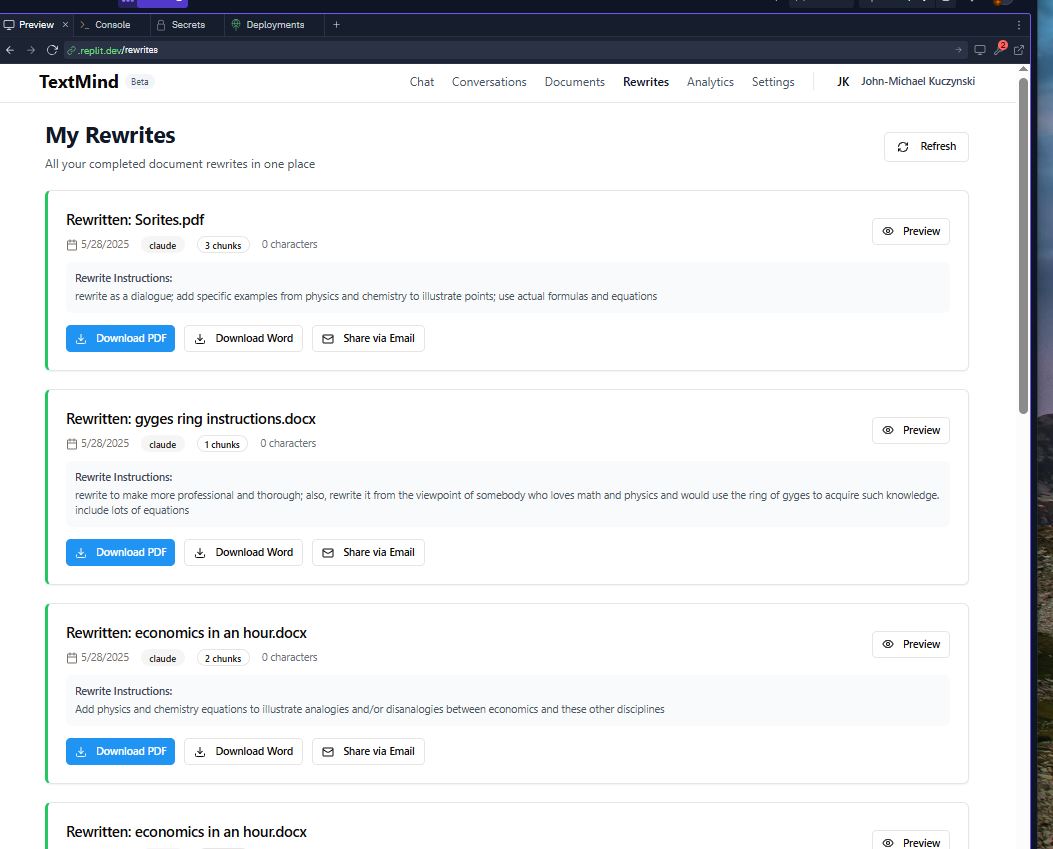 Preview
Console
Secrets
Deployments
.replit.dev/rewrites
2
TextMind Beta
Chat Conversations Documents Rewrites Analytics Settings JK John-Michael Kuczynski
My Rewrites
All your completed document rewrites in one place
Refresh
Rewritten: Sorites.pdf
5/28/2025 claude 3 chunks 0 characters
Preview
Rewrite Instructions:
rewrite as a dialogue; add specific examples from physics and chemistry to illustrate points; use actual formulas and equations
Download PDF Download Word Share via Email
Rewritten: gyges ring instructions.docx
5/28/2025 claude 1 chunks 0 characters
Preview
Rewrite Instructions:
rewrite to make more professional and thorough; also, rewrite it from the viewpoint of somebody who loves math and physics and would use the ring of gyges to acquire such knowledge.
include lots of equations
Download PDF Download Word Share via Email
Rewritten: economics in an hour.docx
5/28/2025 claude 2 chunks 0 characters
Preview
Rewrite Instructions:
Add physics and chemistry equations to illustrate analogies and/or disanalogies between economics and these other disciplines
Download PDF Download Word Share via Email
Rewritten: economics in an hour.docx
Preview